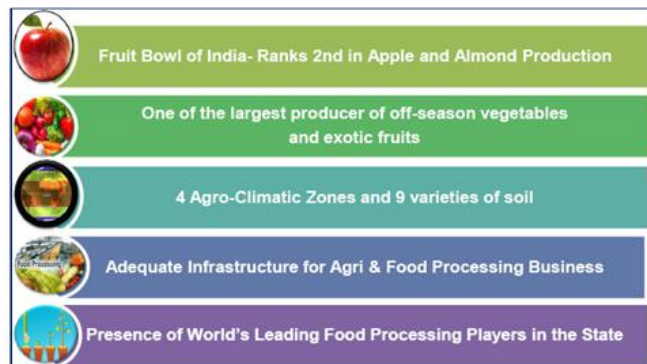 Fruit Bowl of India- Ranks 2nd in Apple and Almond Production
One of the largest producer of off-season vegetables
and exotic fruits
4 Agro-Climatic Zones and 9 varieties of soil
Food Processing
Adequate Infrastructure for Agri & Food Processing Business
Presence of World's Leading Food Processing Players in the State